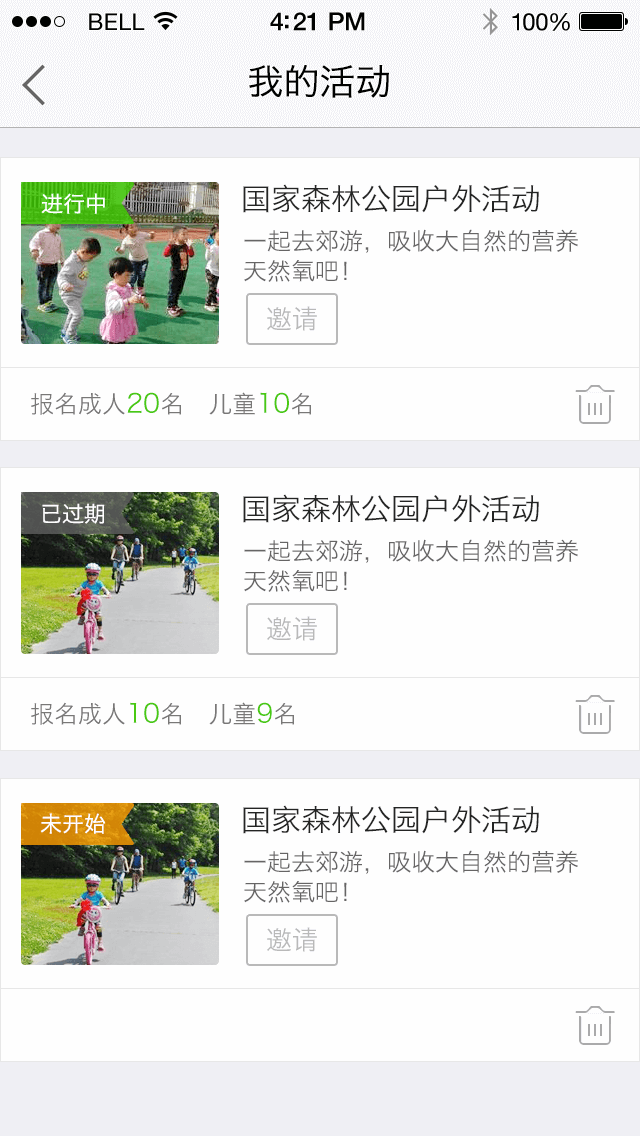 BELL 4:21 PM 100%
我的活动
进行中
国家森林公园户外活动
一起去郊游，吸收大自然的营养
天然氧吧！
邀请
报名成人20名 儿童10名
已过期
国家森林公园户外活动
一起去郊游，吸收大自然的营养
天然氧吧！
邀请
报名成人10名 儿童9名
未开始
国家森林公园户外活动
一起去郊游，吸收大自然的营养
天然氧吧！
邀请